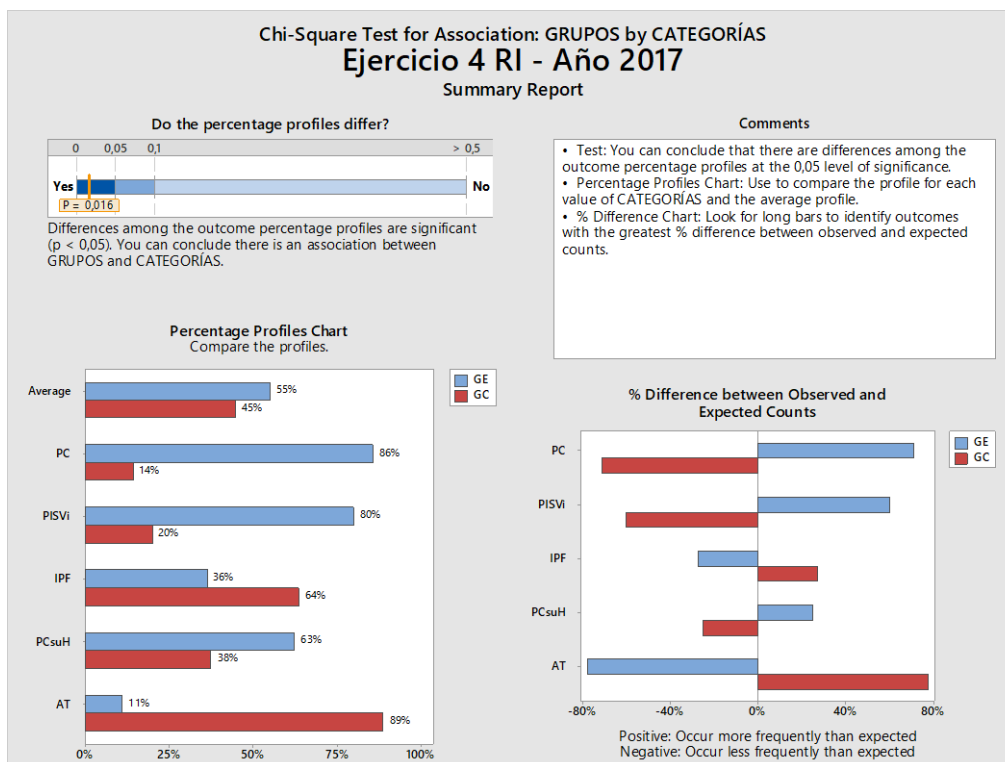 Chi-Square Test for Association: GRUPOS by CATEGORÍAS
Ejercicio 4 RI - Año 2017
Summary Report
Do the percentage profiles differ?
0 0,05 0,1 > 0,5
Yes No
P = 0,016
Differences among the outcome percentage profiles are significant
(p < 0,05). You can conclude there is an association between
GRUPOS and CATEGORÍAS.
Comments
• Test: You can conclude that there are differences among the
outcome percentage profiles at the 0,05 level of significance.
• Percentage Profiles Chart: Use to compare the profile for each
value of CATEGORÍAS and the average profile.
• % Difference Chart: Look for long bars to identify outcomes
with the greatest % difference between observed and expected
counts.
Percentage Profiles Chart
Compare the profiles.
GE
GC
Average
55%
45%
PC
86%
14%
PISVi
80%
20%
IPF
36%
64%
PCsuH
63%
38%
AT
11%
89%
0% 25% 50% 75% 100%
% Difference between Observed and
Expected Counts
GE
GC
PC
PISVi
IPF
PCsuH
AT
-80% -40% 0% 40% 80%
Positive: Occur more frequently than expected
Negative: Occur less frequently than expected